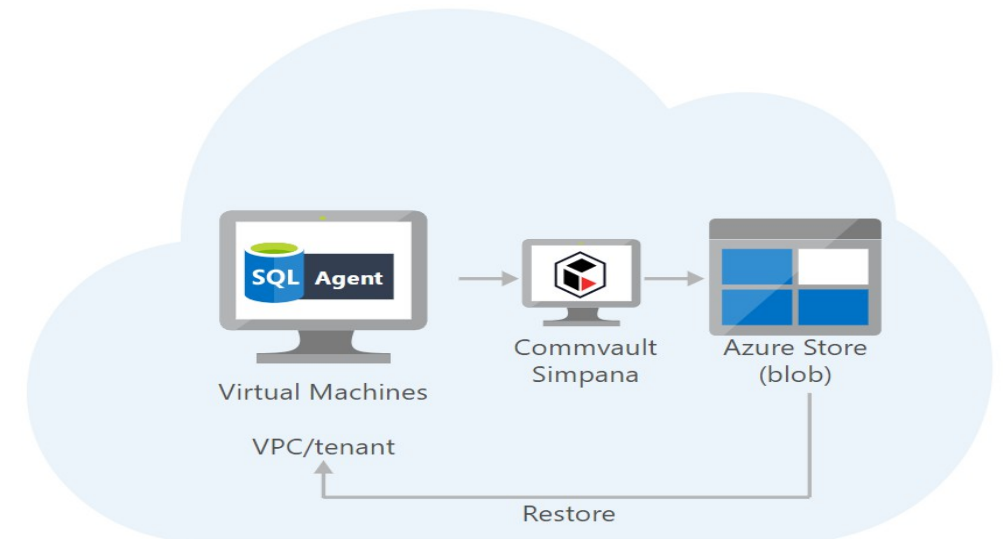 SQL Agent
Virtual Machines
VPC/tenant
Commvault
Simpana
Azure Store
(blob)
Restore